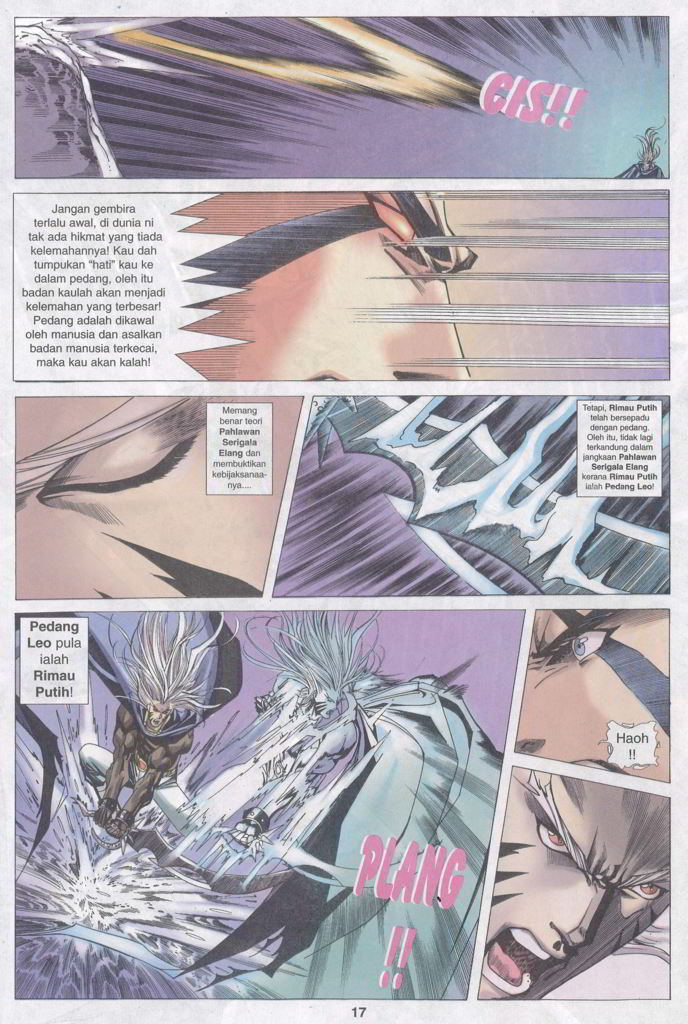 CIS!!
Jangan gembira
terlalu awal, di dunia ni
tak ada hikmat yang tiada
kelemahannya! Kau dah
tumpukan "hati" kau ke
dalam pedang, oleh itu
badan kaulah akan menjadi
kelemahan yang terbesar!
Pedang adalah dikawal
oleh manusia dan asalkan
badan manusia terkecai,
maka kau akan kalah!
Memang
benar teori
Pahlawan
Serigala
Elang dan
membuktikan
kebijaksanaa-
nya....
Tetapi, Rimau Putih
telah bersepadu
dengan pedang.
Oleh itu, tidak lagi
terkandung dalam
jangkaan Pahlawan
Serigala Elang
kerana Rimau Putih
ialah Pedang Leo!
Pedang
Leo pula
ialah
Rimau
Putih!
Haoh
!!
PLANG
!!
17